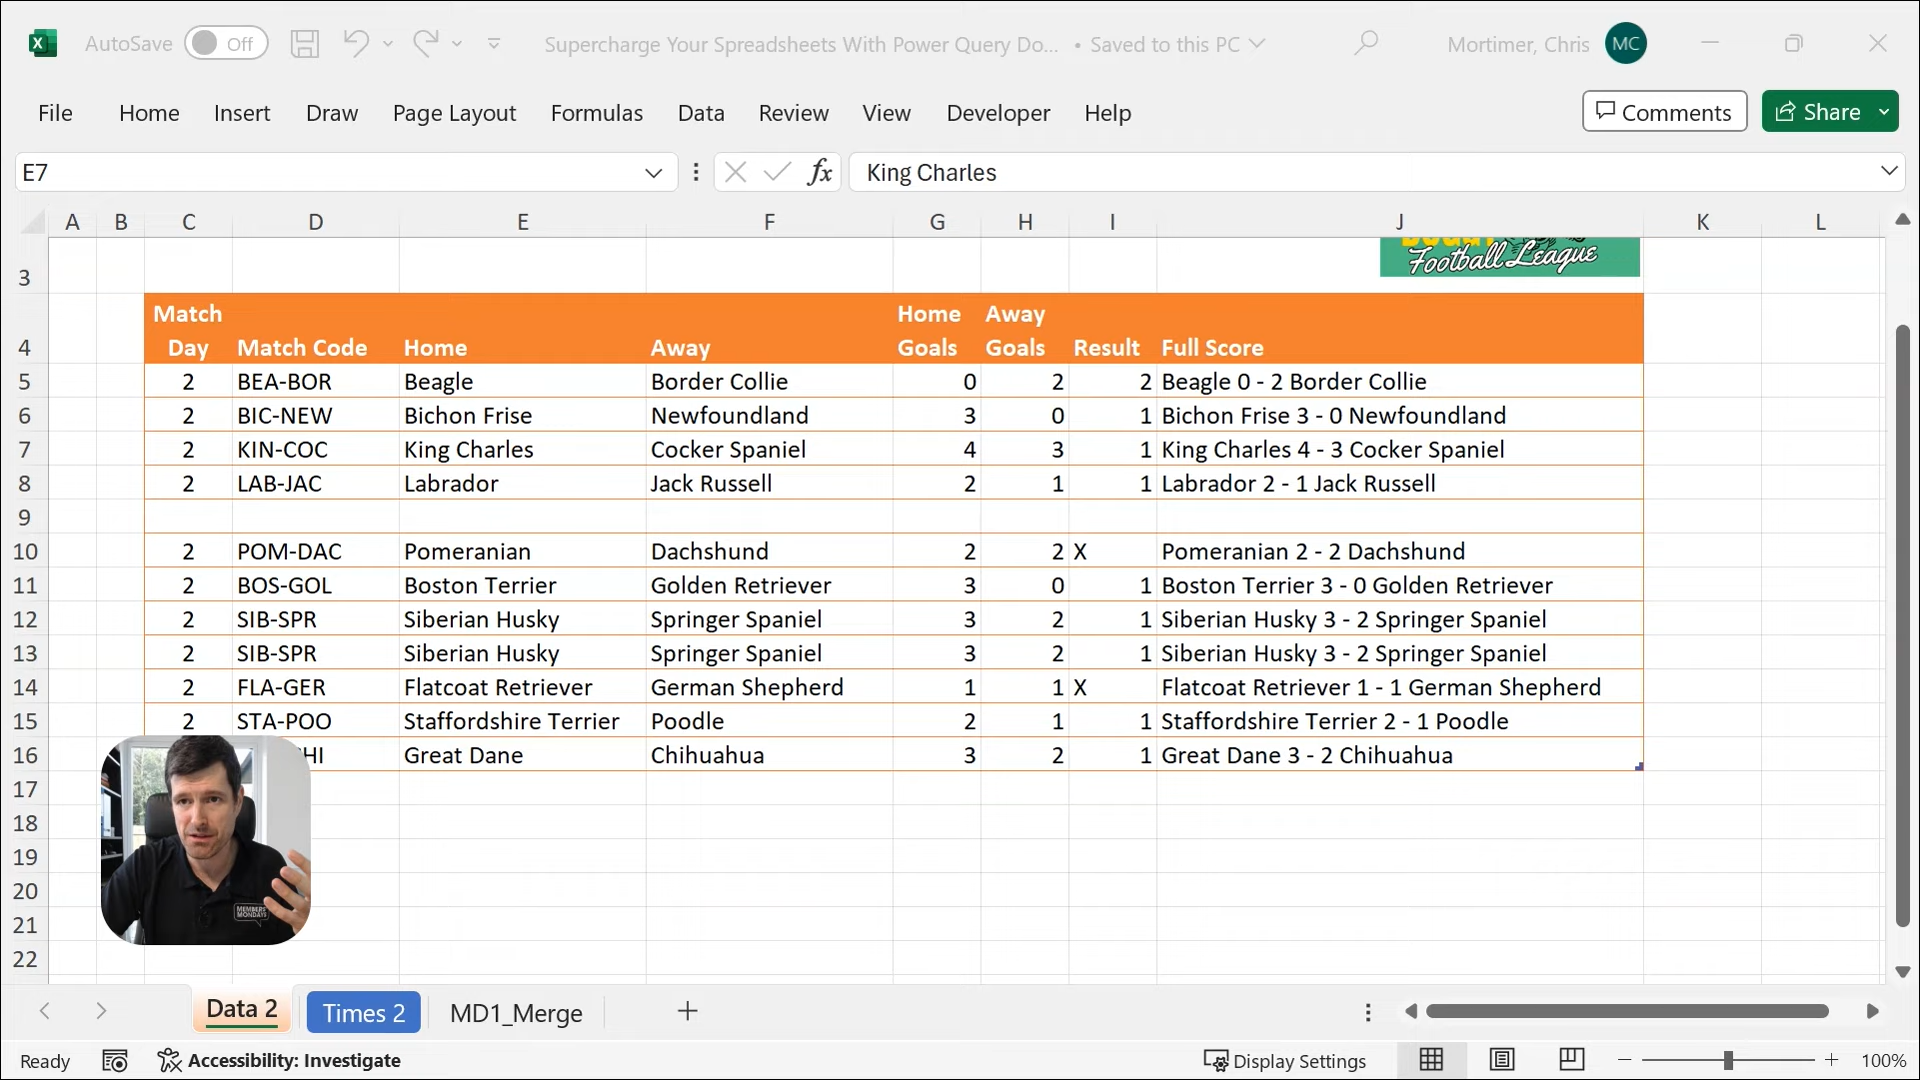 AutoSave Off Supercharge Your Spreadsheets With Power Query Do... • Saved to this PC Mortimer, Chris MC
File Home Insert Draw Page Layout Formulas Data Review View Developer Help Comments Share
E7 fx King Charles
A B C D E F G H I J K L
3 Football League
Match Home Away
4 Day Match Code Home Away Goals Goals Result Full Score
5 2 BEA-BOR Beagle Border Collie 0 2 2 Beagle 0 - 2 Border Collie
6 2 BIC-NEW Bichon Frise Newfoundland 3 0 1 Bichon Frise 3 - 0 Newfoundland
7 2 KIN-COC King Charles Cocker Spaniel 4 3 1 King Charles 4 - 3 Cocker Spaniel
8 2 LAB-JAC Labrador Jack Russell 2 1 1 Labrador 2 - 1 Jack Russell
9
10 2 POM-DAC Pomeranian Dachshund 2 2 X Pomeranian 2 - 2 Dachshund
11 2 BOS-GOL Boston Terrier Golden Retriever 3 0 1 Boston Terrier 3 - 0 Golden Retriever
12 2 SIB-SPR Siberian Husky Springer Spaniel 3 2 1 Siberian Husky 3 - 2 Springer Spaniel
13 2 SIB-SPR Siberian Husky Springer Spaniel 3 2 1 Siberian Husky 3 - 2 Springer Spaniel
14 2 FLA-GER Flatcoat Retriever German Shepherd 1 1 X Flatcoat Retriever 1 - 1 German Shepherd
15 2 STA-POO Staffordshire Terrier Poodle 2 1 1 Staffordshire Terrier 2 - 1 Poodle
16 HI Great Dane Chihuahua 3 2 1 Great Dane 3 - 2 Chihuahua
17
18
19
20
21
22
MEMBERS
MONDAYS
Data 2 Times 2 MD1_Merge
Ready Accessibility: Investigate Display Settings 100%